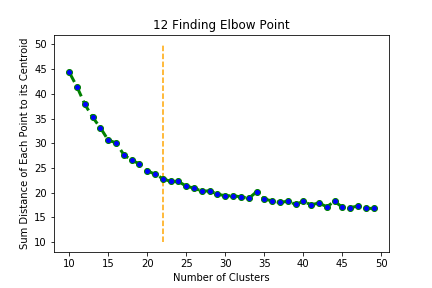 12 Finding Elbow Point
Sum Distance of Each Point to its Centroid
50
45
40
35
30
25
20
15
10
10 15 20 25 30 35 40 45 50
Number of Clusters